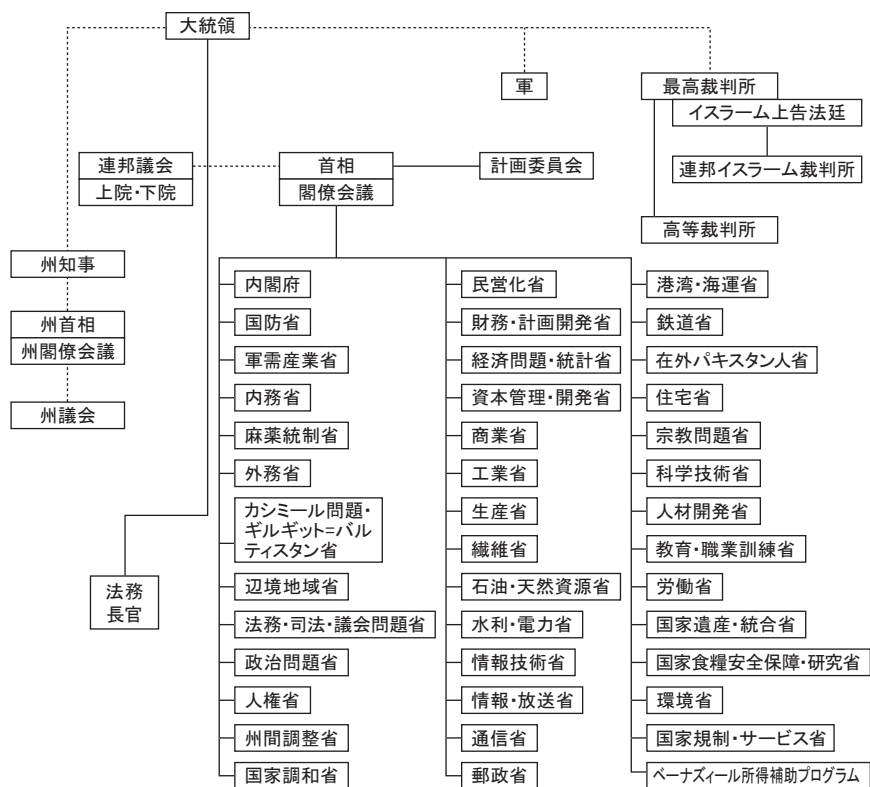 大統領
軍
最高裁判所
イスラーム上告法廷
連邦イスラーム裁判所
高等裁判所
連邦議会
上院・下院
首相
閣僚会議
計画委員会
州知事
州首相
州閣僚会議
州議会
法務
長官
内閣府
国防省
軍需産業省
内務省
麻薬統制省
外務省
カシミール問題・
ギルギット=バル
ティスタン省
辺境地域省
法務・司法・議会問題省
政治問題省
人権省
州間調整省
国家調和省
民営化省
財務・計画開発省
経済問題・統計省
資本管理・開発省
商業省
工業省
生産省
繊維省
石油・天然資源省
水利・電力省
情報技術省
情報・放送省
通信省
郵政省
港湾・海運省
鉄道省
在外パキスタン人省
住宅省
宗教問題省
科学技術省
人材開発省
教育・職業訓練省
労働省
国家遺産・統合省
国家食糧安全保障・研究省
環境省
国家規制・サービス省
ベーナズィール所得補助プログラム